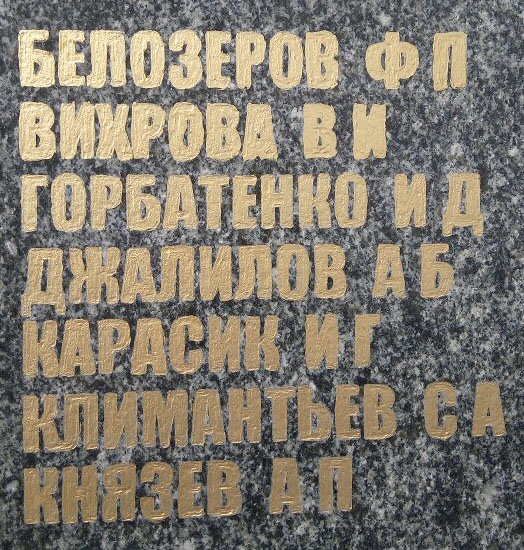 БЕЛОЗЕРОВ Ф П
ВИХРОВА В И
ГОРБАТЕНКО И Д
ДЖАЛИЛОВ А Б
КАРАСИК И Г
КЛИМАНТЬЕВ С А
КНЯЗЕВ А П